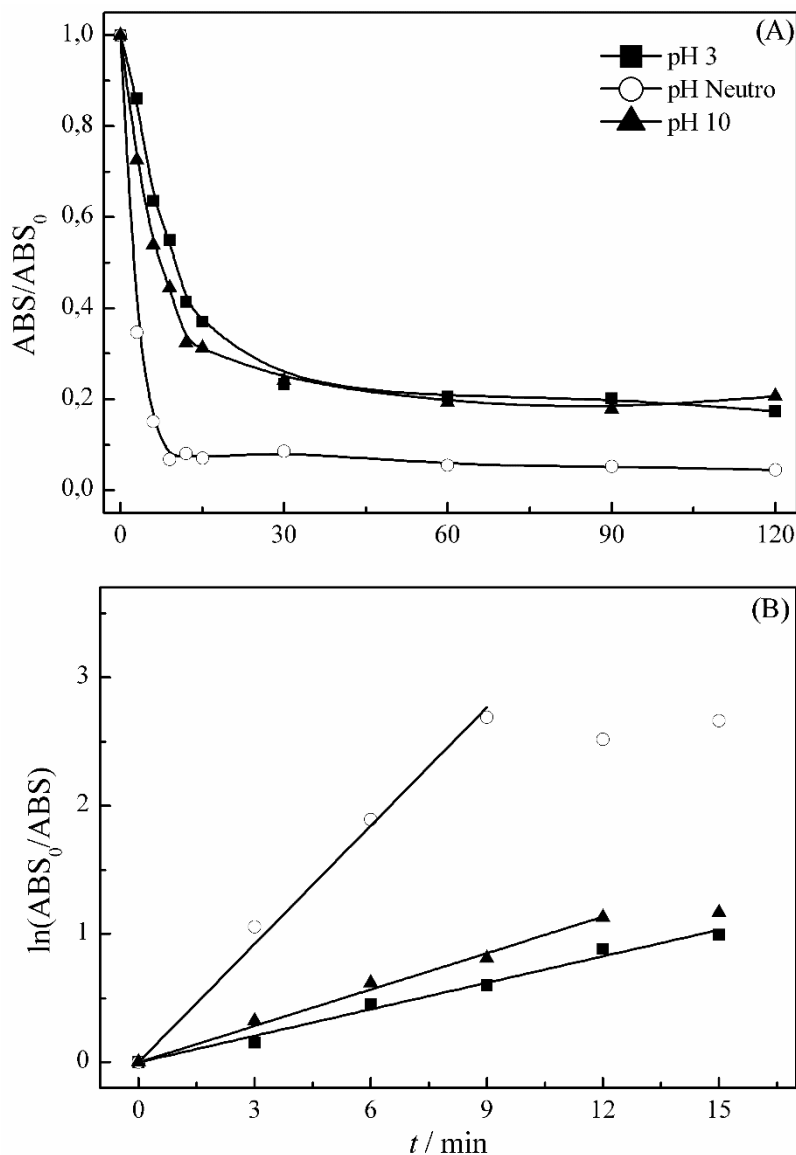 (A)
pH 3
pH Neutro
pH 10
1,0
0,8
0,6
0,4
0,2
0,0
ABS/ABS₀
0 30 60 90 120
(B)
3
2
1
0
ln(ABS₀/ABS)
0 3 6 9 12 15
t / min